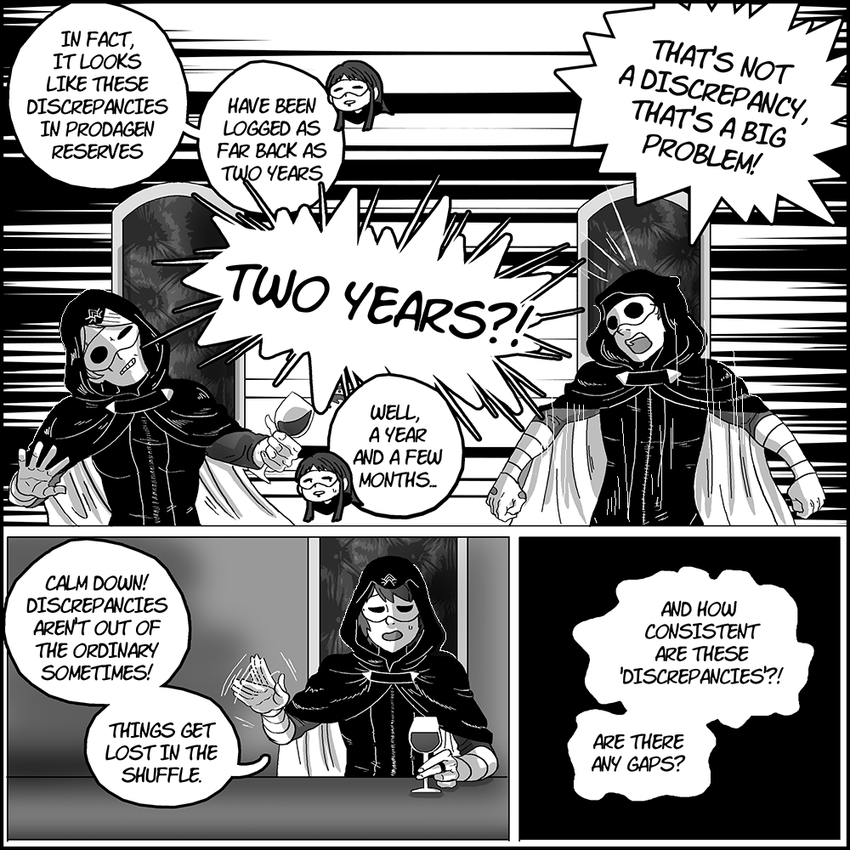 IN FACT,
IT LOOKS
LIKE THESE
DISCREPANCIES
IN PRODAGEN
RESERVES
HAVE BEEN
LOGGED AS
FAR BACK AS
TWO YEARS
TWO YEARS?!
THAT'S NOT
A DISCREPANCY,
THAT'S A BIG
PROBLEM!
WELL,
A YEAR
AND A FEW
MONTHS...
CALM DOWN!
DISCREPANCIES
AREN'T OUT OF
THE ORDINARY
SOMETIMES!
THINGS GET
LOST IN THE
SHUFFLE.
AND HOW
CONSISTENT
ARE THESE
'DISCREPANCIES'?!
ARE THERE
ANY GAPS?